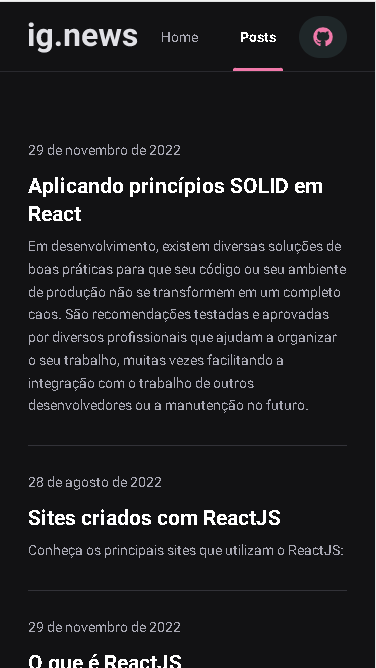 ig.news Home Posts
29 de novembro de 2022
Aplicando princípios SOLID em
React
Em desenvolvimento, existem diversas soluções de
boas práticas para que seu código ou seu ambiente
de produção não se transformem em um completo
caos. São recomendações testadas e aprovadas
por diversos profissionais que ajudam a organizar
o seu trabalho, muitas vezes facilitando a
integração com o trabalho de outros
desenvolvedores ou a manutenção no futuro.
28 de agosto de 2022
Sites criados com ReactJS
Conheça os principais sites que utilizam o ReactJS:
29 de novembro de 2022
O que é ReactJS